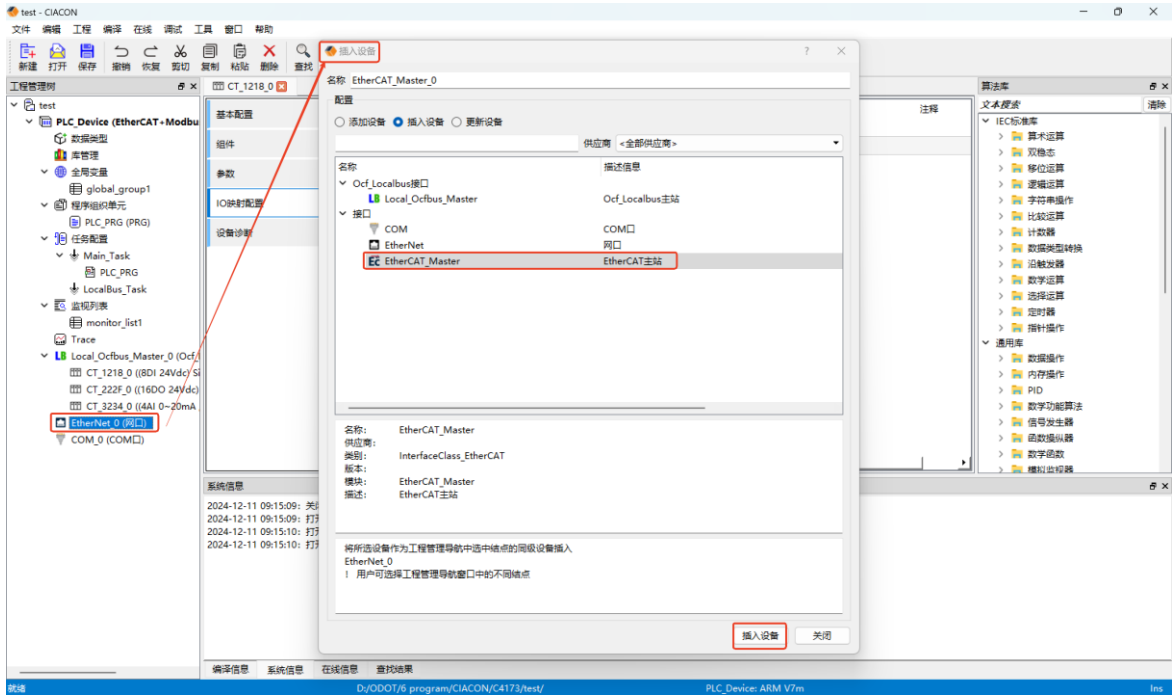 test - CIACON
文件 编辑 工程 编译 在线 调试 工具 窗口 帮助
新建 打开 保存 撤销 恢复 剪切 复制 粘贴 删除 查找
工程管理树
test
PLC_Device (EtherCAT+Modbu
数据类型
库管理
全局变量
global_group1
程序组织单元
PLC_PRG (PRG)
任务配置
Main_Task
PLC_PRG
LocalBus_Task
监视列表
monitor_list1
Trace
Local_Ocfbus_Master_0 (Ocf_
CT_1218_0 ((8DI 24Vdc) Si
CT_222F_0 ((16DO 24Vdc)
CT_3234_0 ((4AI 0~20mA
EtherNet_0 (网口)
COM_0 (COM口)
CT_1218_0
基本配置
组件
参数
IO映射配置
设备诊断
注释
插入设备
名称 EtherCAT_Master_0
配置
添加设备 插入设备 更新设备
供应商 <全部供应商>
名称 描述信息
Ocf_Localbus接口
Local_Ocfbus_Master Ocf_Localbus主站
接口
COM COM口
EtherNet 网口
EtherCAT_Master EtherCAT主站
名称: EtherCAT_Master
供应商:
类别: InterfaceClass_EtherCAT
版本:
模块: EtherCAT_Master
描述: EtherCAT主站
将所选设备作为工程管理导航中选中结点的同级设备插入
EtherNet_0
! 用户可选择工程管理导航窗口中的不同结点
插入设备 关闭
算法库
文本搜索 清除
IEC标准库
算术运算
双稳态
移位运算
逻辑运算
字符串操作
比较运算
计数器
数据类型转换
沿触发器
数学运算
选择运算
定时器
指针操作
通用库
数据操作
内存操作
PID
数学功能算法
信号发生器
函数操纵器
数学函数
模拟监视器
系统信息
2024-12-11 09:15:09: 关
2024-12-11 09:15:09: 打开
2024-12-11 09:15:10: 打开
2024-12-11 09:15:10: 打开
编译信息 系统信息 在线信息 查找结果
就绪 D:/ODOT/6 program/CIACON/C4173/test/ PLC_Device: ARM V7m Ins